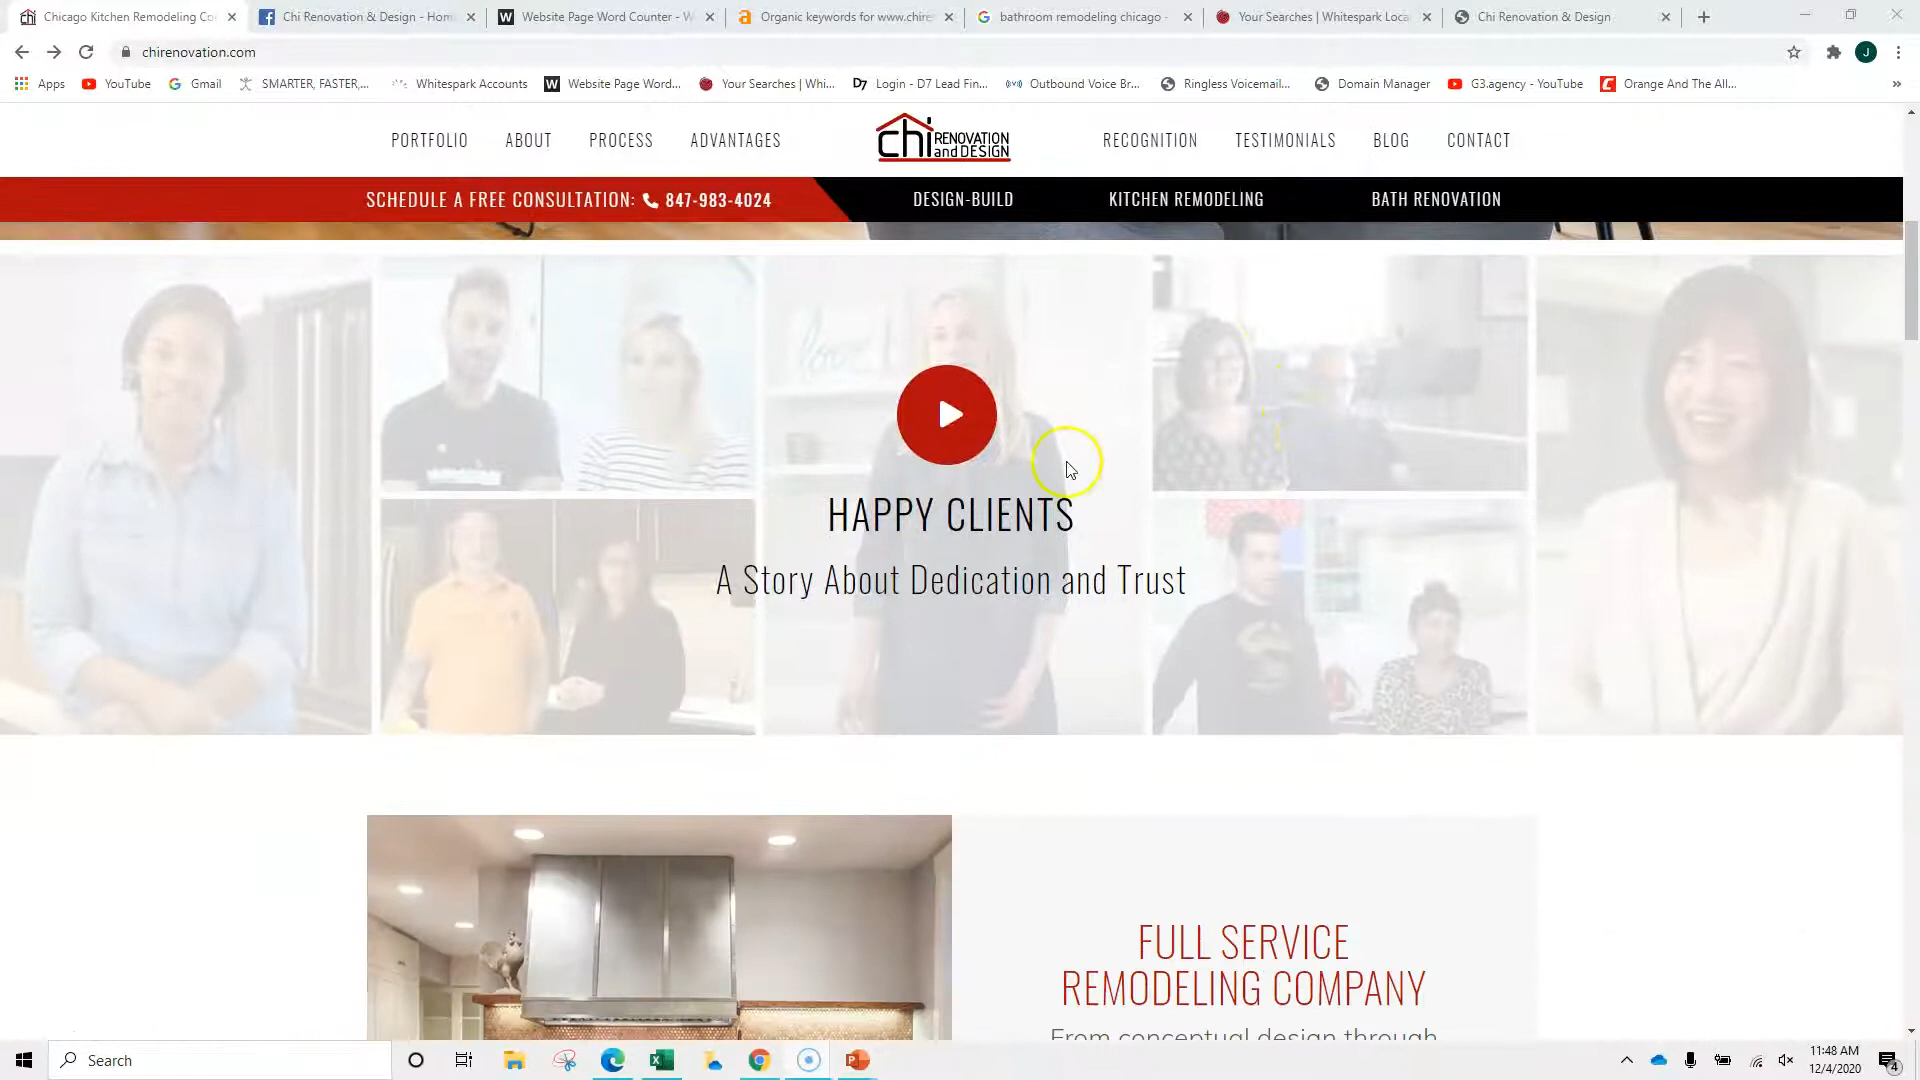 Chicago Kitchen Remodeling Co
Chi Renovation & Design - Hom
Website Page Word Counter - W
Organic keywords for www.chire
bathroom remodeling chicago -
Your Searches | Whitespark Loca
Chi Renovation & Design
chirenovation.com
J
Apps
YouTube
Gmail
SMARTER, FASTER,...
Whitespark Accounts
Website Page Word...
Your Searches | Whi...
Login - D7 Lead Fin...
Outbound Voice Br...
Ringless Voicemail...
Domain Manager
G3.agency - YouTube
Orange And The All...
PORTFOLIO
ABOUT
PROCESS
ADVANTAGES
chi RENOVATION
and DESIGN
RECOGNITION
TESTIMONIALS
BLOG
CONTACT
SCHEDULE A FREE CONSULTATION: 847-983-4024
DESIGN-BUILD
KITCHEN REMODELING
BATH RENOVATION
HAPPY CLIENTS
A Story About Dedication and Trust
FULL SERVICE
REMODELING COMPANY
From conceptual design through
Search
11:48 AM
12/4/2020
4